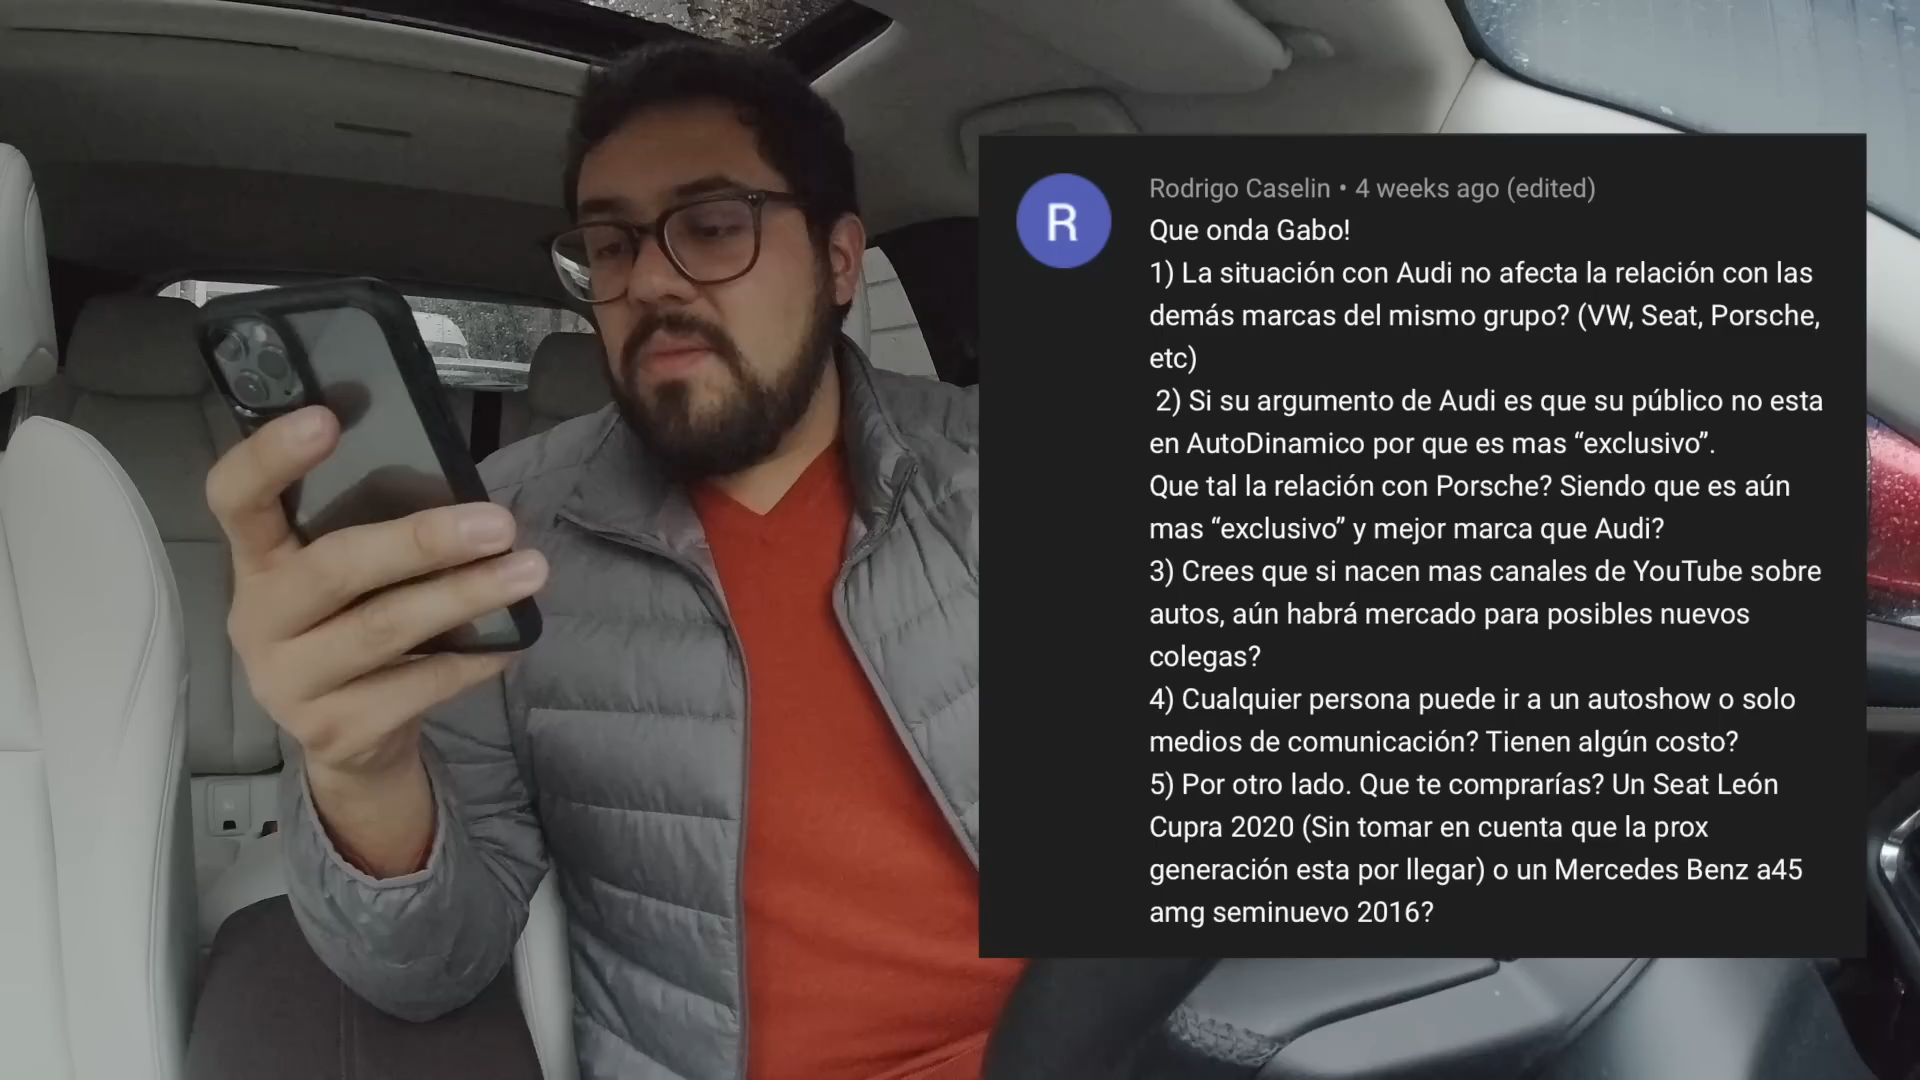 R
Rodrigo Caselin • 4 weeks ago (edited)
Que onda Gabo!
1) La situación con Audi no afecta la relación con las
demás marcas del mismo grupo? (VW, Seat, Porsche,
etc)
2) Si su argumento de Audi es que su público no esta
en AutoDinamico por que es mas “exclusivo”.
Que tal la relación con Porsche? Siendo que es aún
mas “exclusivo” y mejor marca que Audi?
3) Crees que si nacen mas canales de YouTube sobre
autos, aún habrá mercado para posibles nuevos
colegas?
4) Cualquier persona puede ir a un autoshow o solo
medios de comunicación? Tienen algún costo?
5) Por otro lado. Que te comprarías? Un Seat León
Cupra 2020 (Sin tomar en cuenta que la prox
generación esta por llegar) o un Mercedes Benz a45
amg seminuevo 2016?